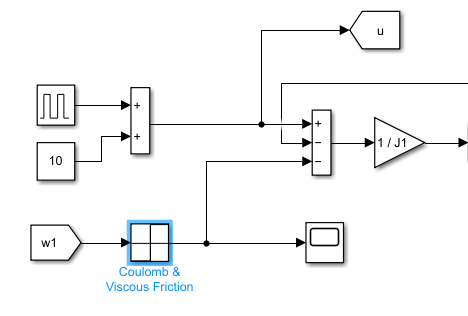 u
+
+
10
+
−
−
1 / J1
w1
Coulomb &
Viscous Friction